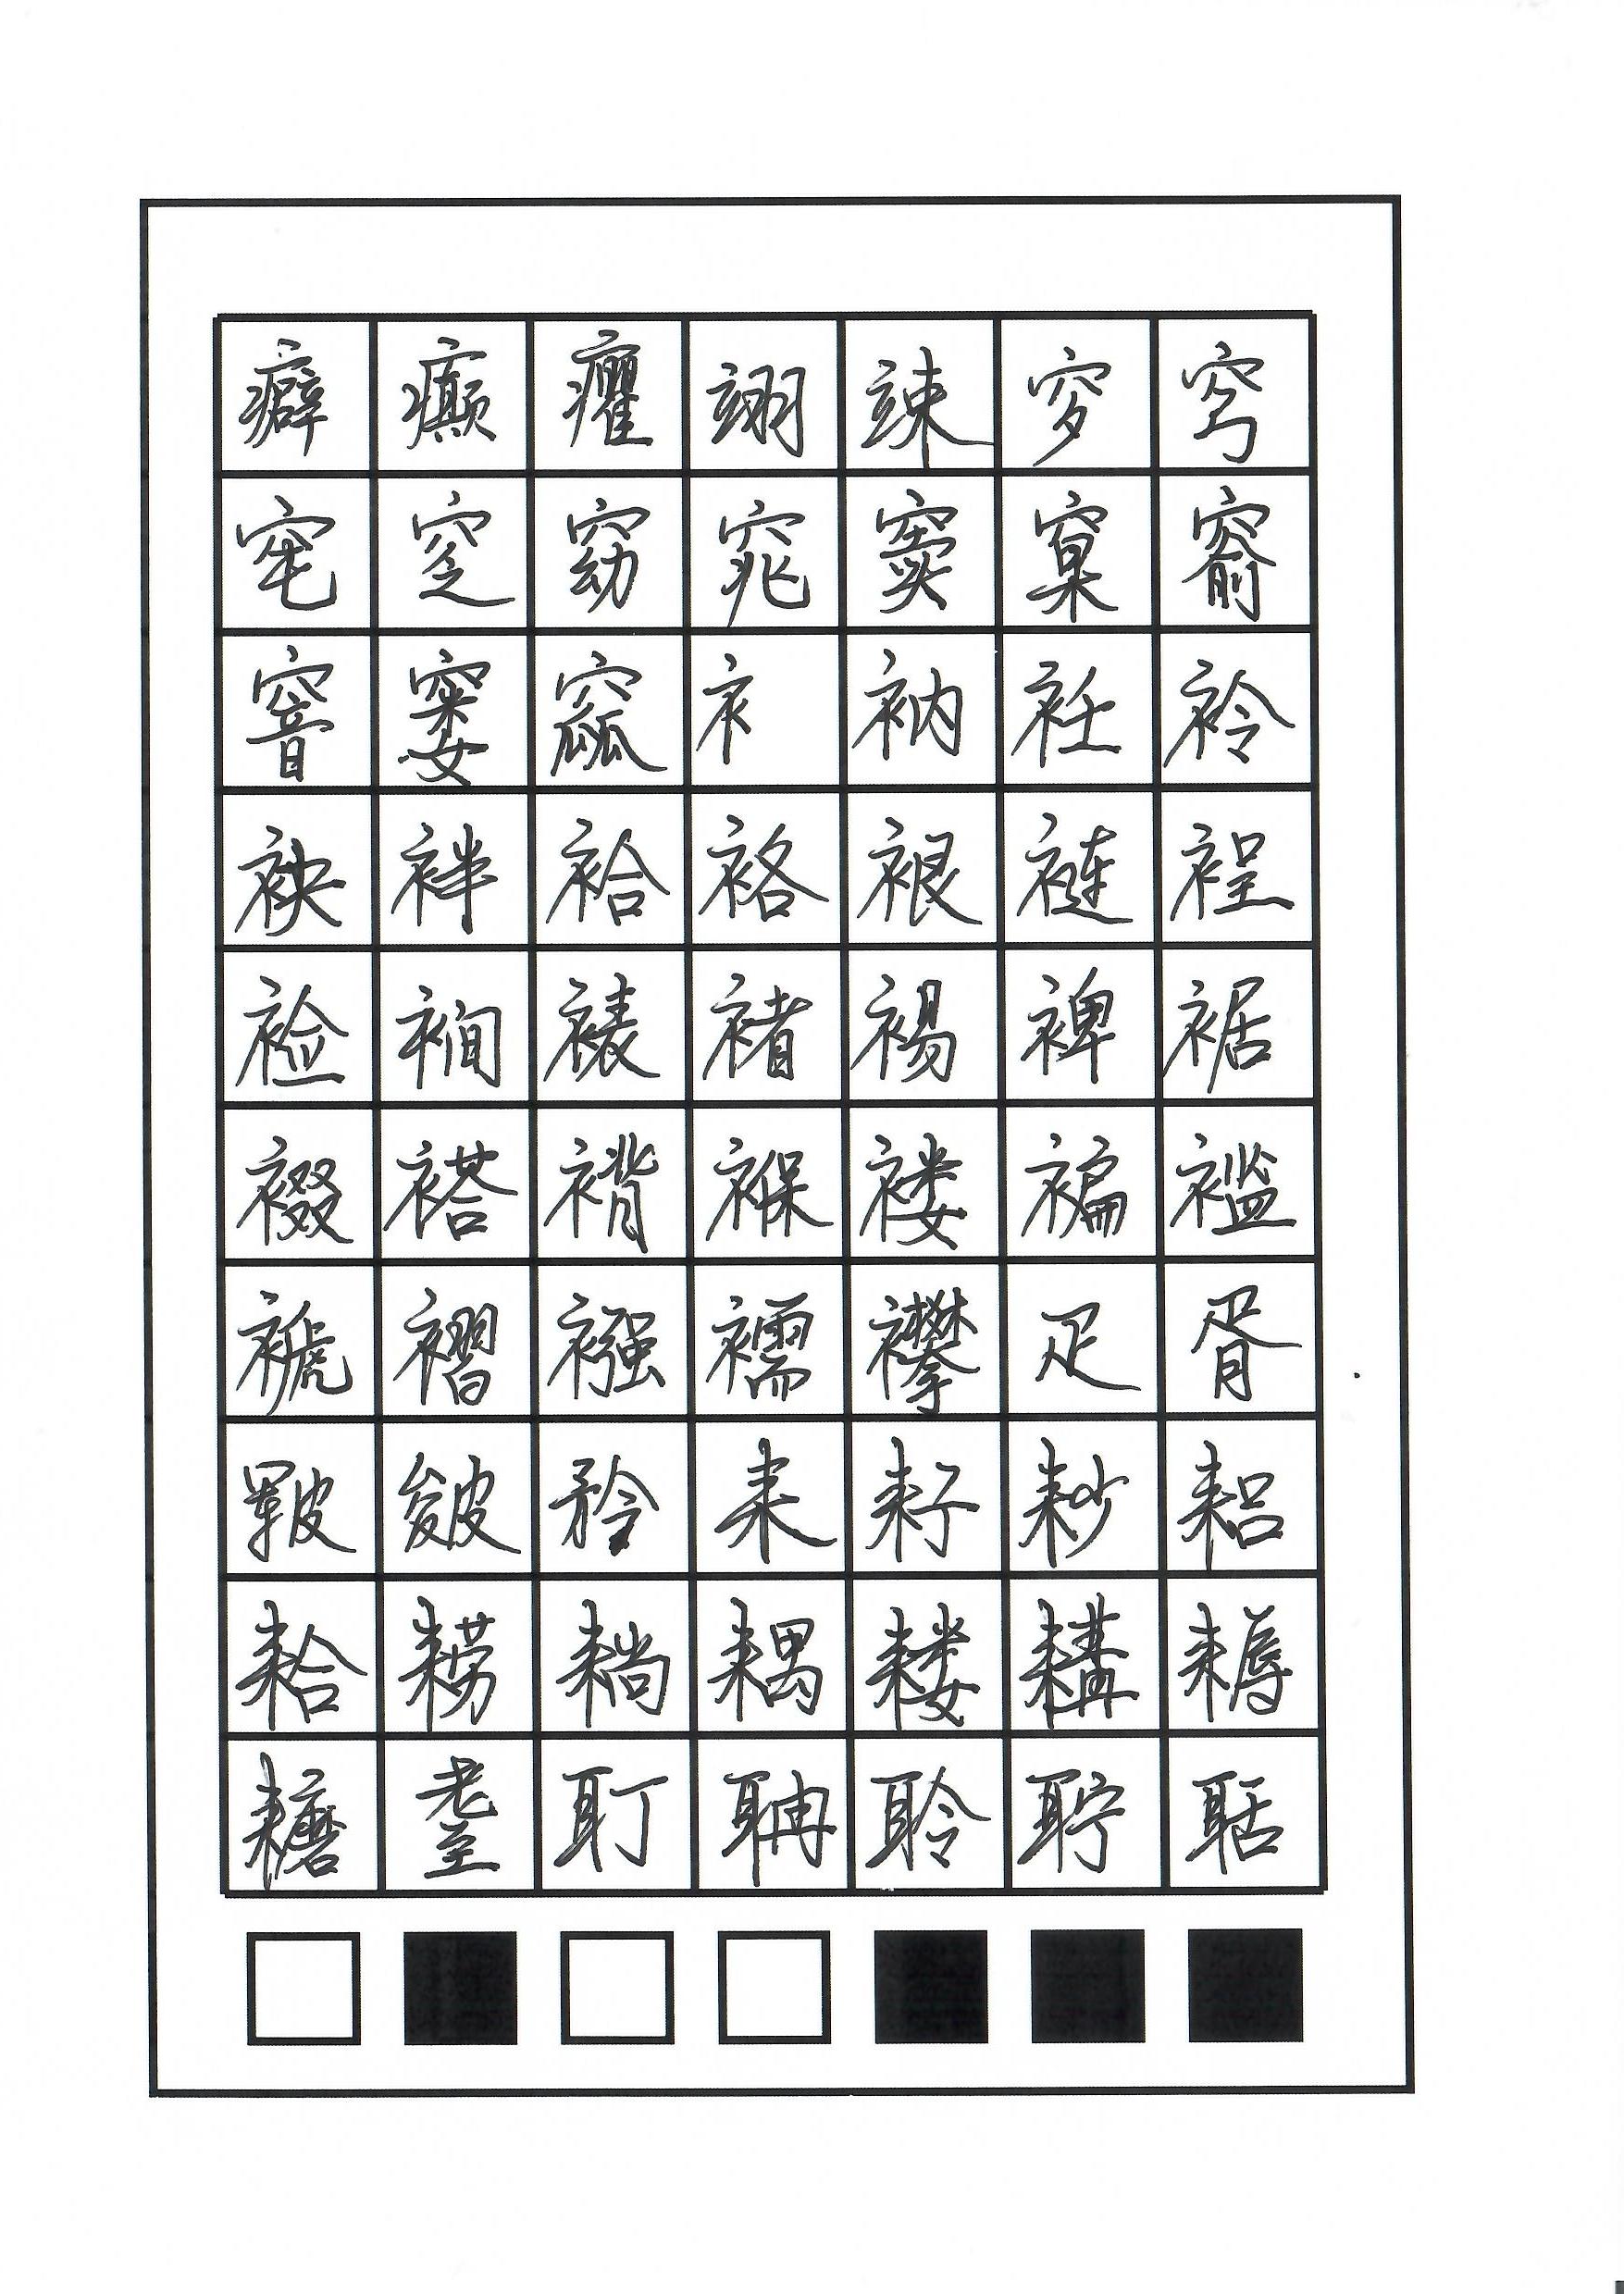 癖癫癯翊竦穸穹
窀窆窈窕窦窠窬
窨窭窳衤衲衽衿
袂袢袷袼裉裢裎
裣裥裱褚裼裨裾
裰褡褙褓褛褊褴
褫褶襁襦襻疋胥
皲皴矜耒耔耖耜
耠耢耥耦耧耩耨
耱耋耵聃聆聍聒